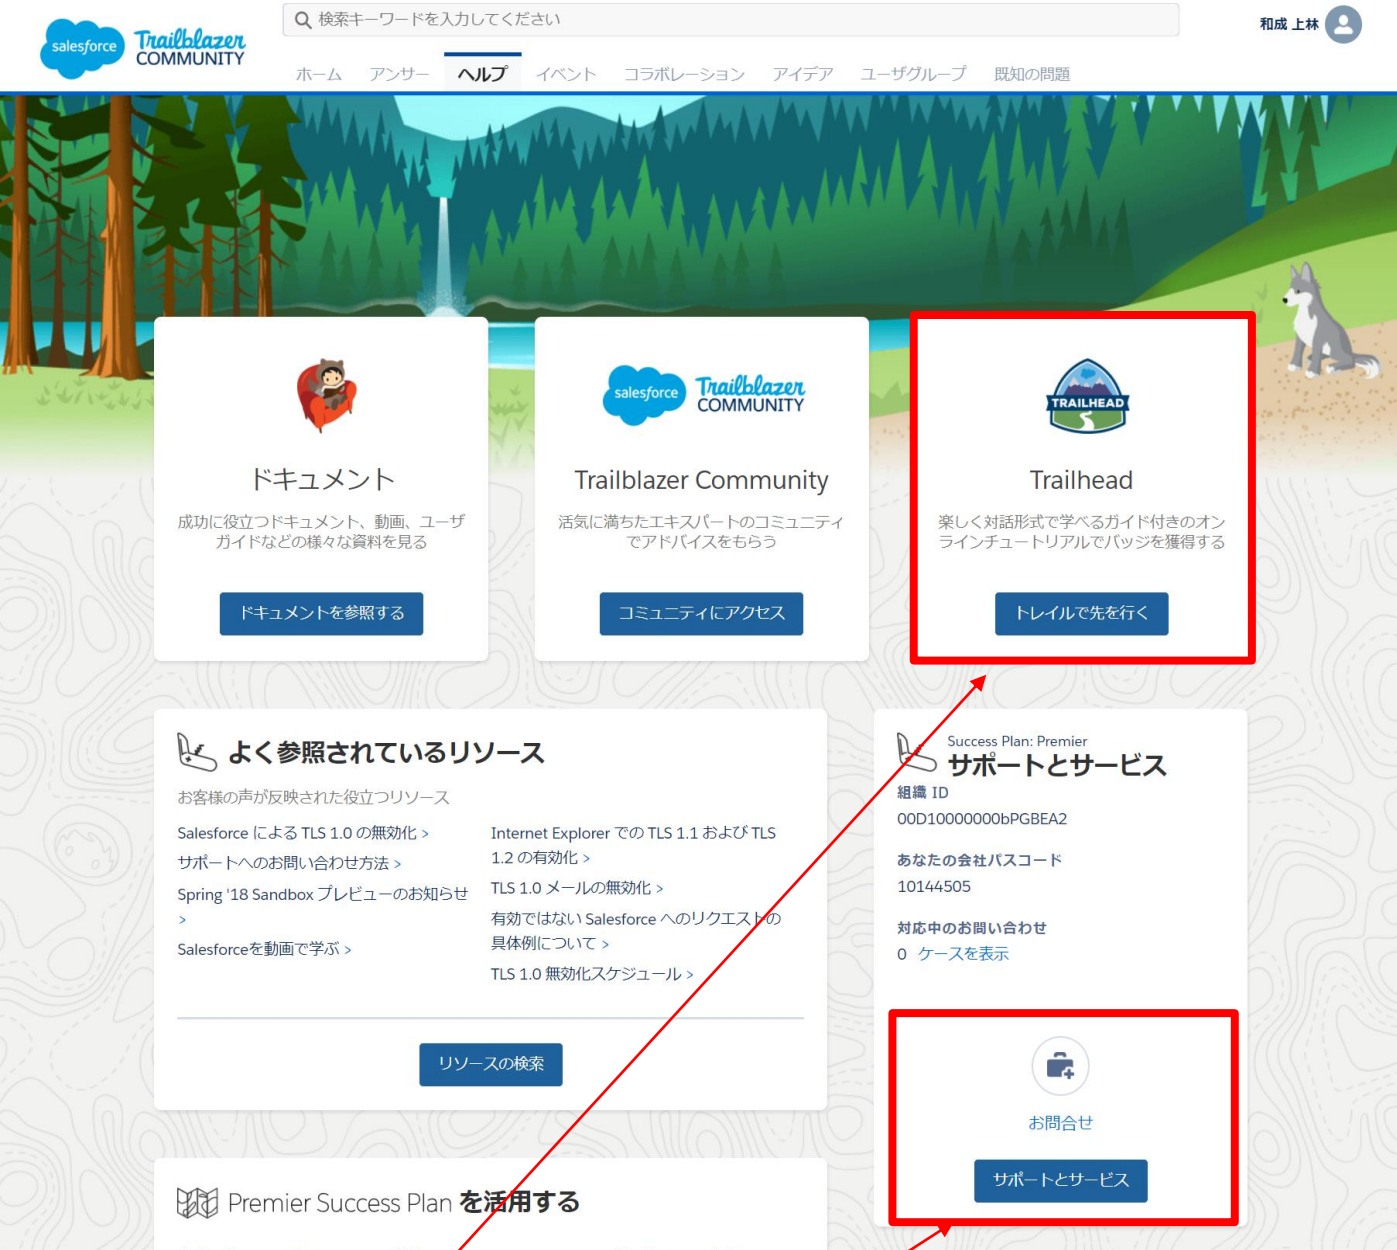 salesforce
Trailblazer
COMMUNITY
検索キーワードを入力してください
和成 上林
ホーム アンサー ヘルプ イベント コラボレーション アイデア ユーザグループ 既知の問題
ドキュメント
成功に役立つドキュメント、動画、ユーザ
ガイドなどの様々な資料を見る
ドキュメントを参照する
salesforce
Trailblazer
COMMUNITY
Trailblazer Community
活気に満ちたエキスパートのコミュニティ
でアドバイスをもらう
コミュニティにアクセス
TRAILHEAD
Trailhead
楽しく対話形式で学べるガイド付きのオン
ラインチュートリアルでバッジを獲得する
トレイルで先を行く
よく参照されているリソース
お客様の声が反映された役立つリソース
Salesforce による TLS 1.0 の無効化 >
サポートへのお問い合わせ方法 >
Spring '18 Sandbox プレビューのお知らせ
>
Salesforceを動画で学ぶ >
Internet Explorer での TLS 1.1 および TLS
1.2 の有効化 >
TLS 1.0 メールの無効化 >
有効ではない Salesforce へのリクエストの
具体例について >
TLS 1.0 無効化スケジュール >
リソースの検索
Success Plan: Premier
サポートとサービス
組織 ID
00D10000000bPGBEA2
あなたの会社パスコード
10144505
対応中のお問い合わせ
0 ケースを表示
お問合せ
サポートとサービス
Premier Success Plan を活用する